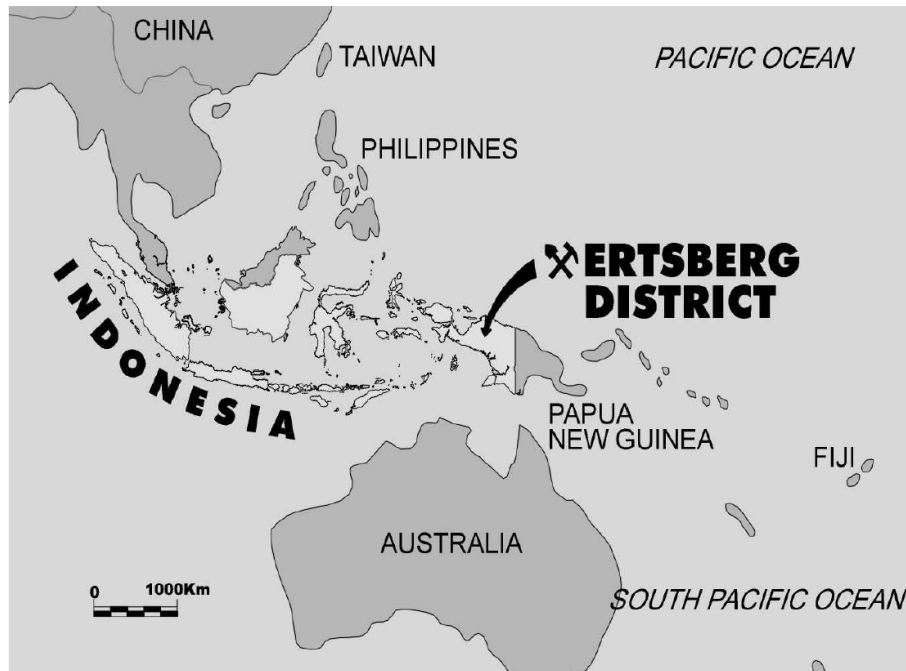 CHINA
TAIWAN
PACIFIC OCEAN
PHILIPPINES
ERTSBERG
DISTRICT
INDONESIA
PAPUA
NEW GUINEA
FIJI
AUSTRALIA
0 1000Km
SOUTH PACIFIC OCEAN